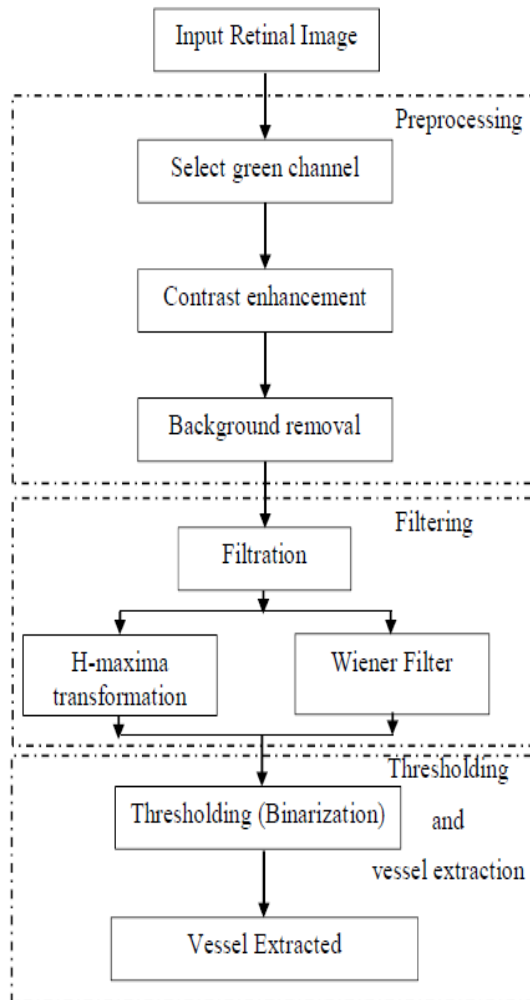 Input Retinal Image
Preprocessing
Select green channel
Contrast enhancement
Background removal
Filtering
Filtration
H-maxima
transformation
Wiener Filter
Thresholding
Thresholding (Binarization)
and
vessel extraction
Vessel Extracted